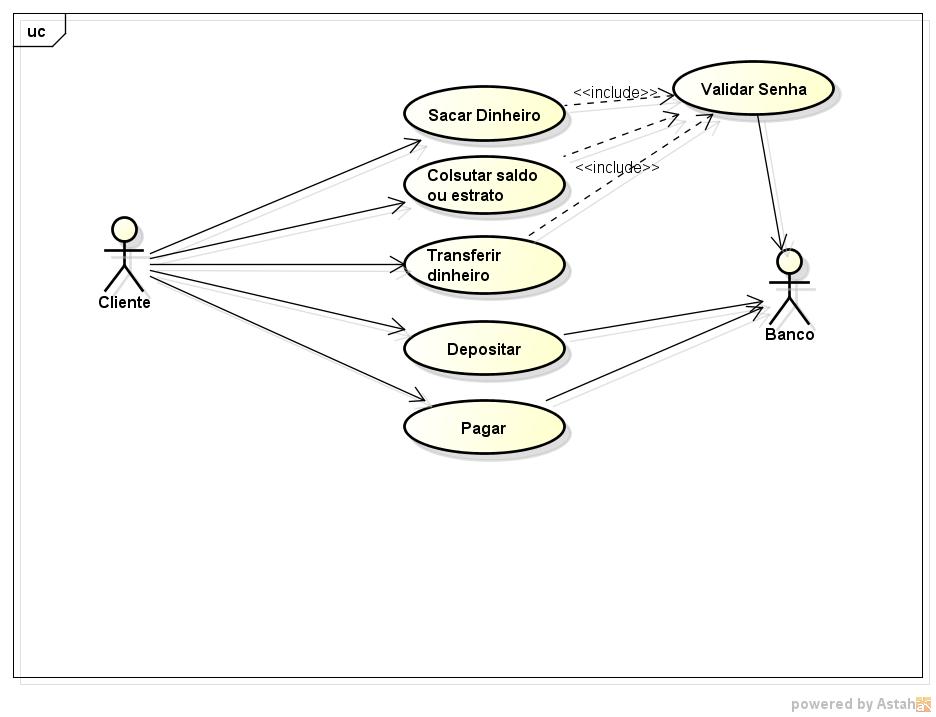 uc
<<include>>
Validar Senha
Sacar Dinheiro
<<include>>
Colsutar saldo
ou estrato
Transferir
dinheiro
Cliente
Banco
Depositar
Pagar
powered by Astah